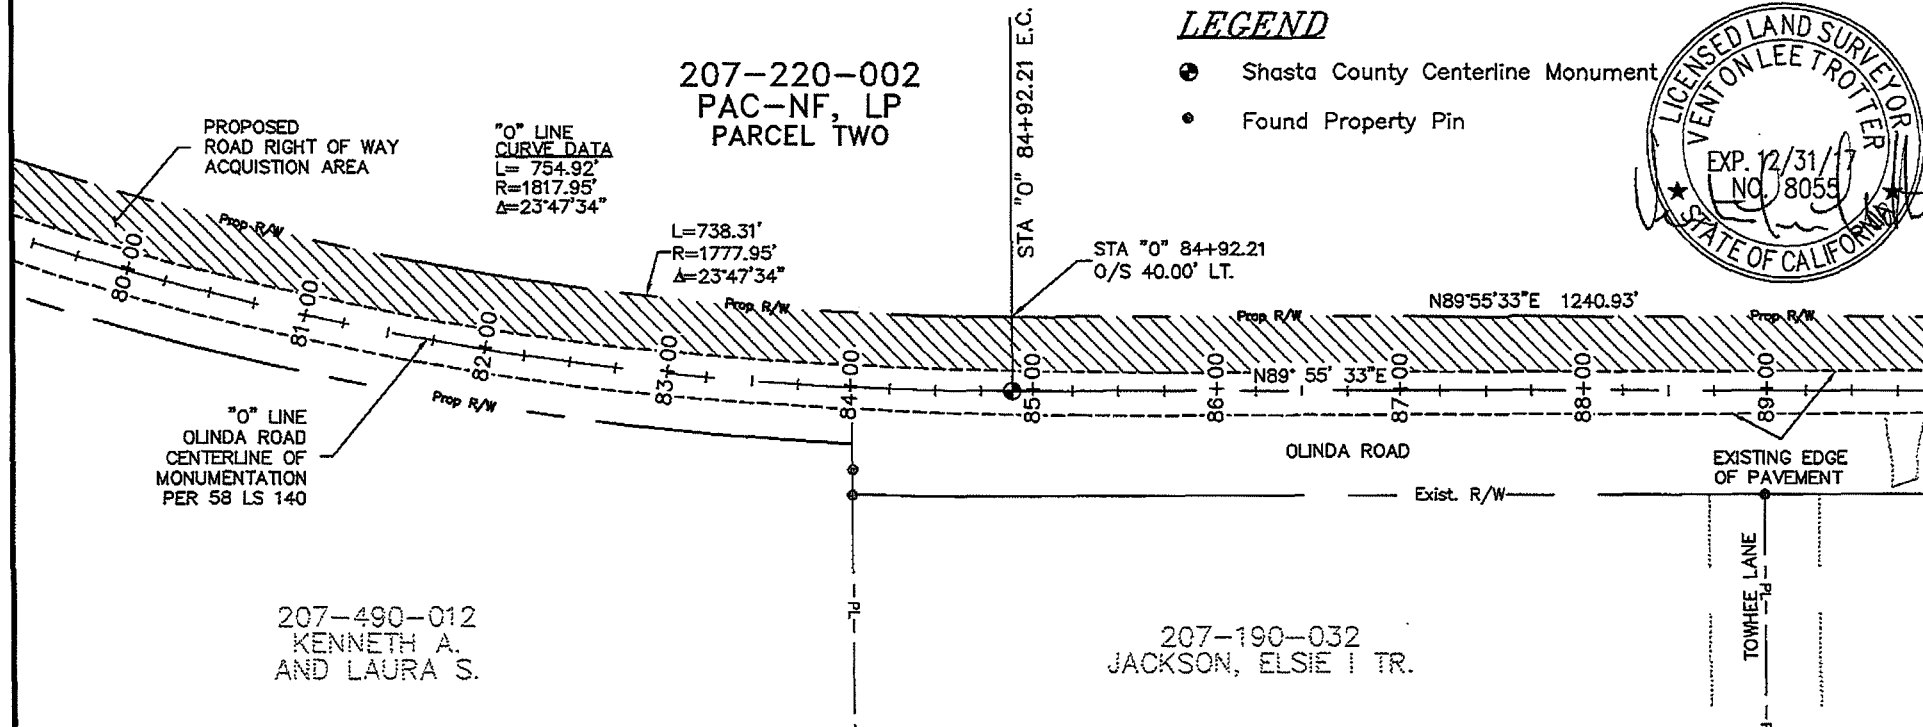 LEGEND
Shasta County Centerline Monument
Found Property Pin
LICENSED LAND SURVEYOR
VENTON LEE TROTTER
EXP. 12/31/17
NO. 8055
STATE OF CALIFORNIA
207-220-002
PAC-NF, LP
PARCEL TWO
STA "O" 84+92.21 E.C.
PROPOSED
ROAD RIGHT OF WAY
ACQUISTION AREA
"O" LINE
CURVE DATA
L= 754.92'
R=1817.95'
Δ=23°47'34"
L=738.31'
R=1777.95'
Δ=23°47'34"
STA "O" 84+92.21
O/S 40.00' LT.
N89°55'33"E 1240.93'
Prop R/W
Prop R/W
Prop R/W
Prop R/W
80+00
81+00
82+00
83+00
84+00
85+00
86+00
87+00
88+00
89+00
N89° 55' 33"E
Prop R/W
"O" LINE
OLINDA ROAD
CENTERLINE OF
MONUMENTATION
PER 58 LS 140
OLINDA ROAD
EXISTING EDGE
OF PAVEMENT
Exist. R/W
PL
PL
TOWHEE LANE
207-490-012
KENNETH A.
AND LAURA S.
207-190-032
JACKSON, ELSIE I TR.